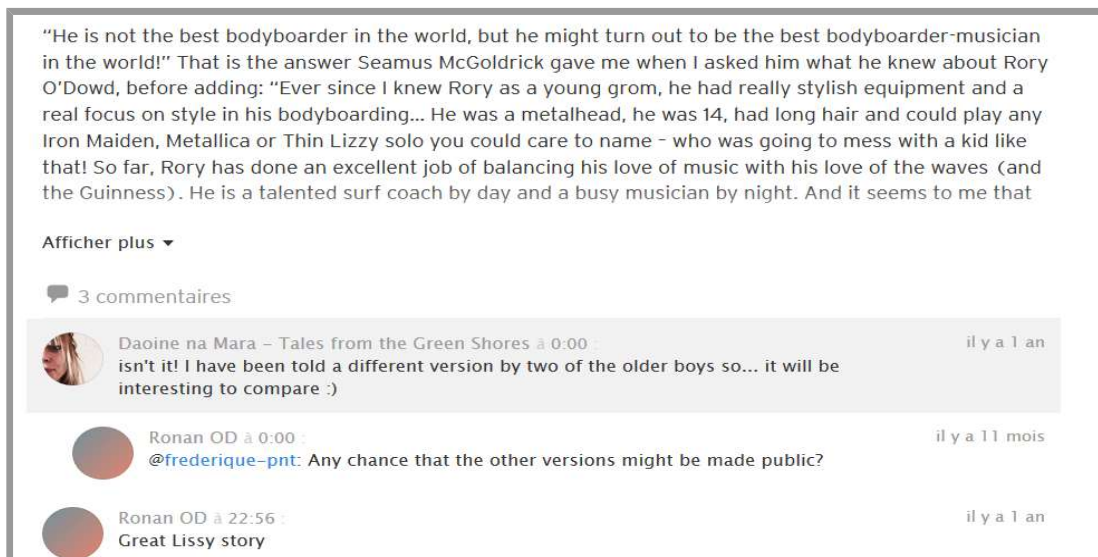 “He is not the best bodyboarder in the world, but he might turn out to be the best bodyboarder-musician
in the world!” That is the answer Seamus McGoldrick gave me when I asked him what he knew about Rory
O’Dowd, before adding: “Ever since I knew Rory as a young grom, he had really stylish equipment and a
real focus on style in his bodyboarding... He was a metalhead, he was 14, had long hair and could play any
Iron Maiden, Metallica or Thin Lizzy solo you could care to name – who was going to mess with a kid like
that! So far, Rory has done an excellent job of balancing his love of music with his love of the waves (and
the Guinness). He is a talented surf coach by day and a busy musician by night. And it seems to me that
Afficher plus
3 commentaires
Daoine na Mara – Tales from the Green Shores à 0:00 :
il y a 1 an
isn't it! I have been told a different version by two of the older boys so... it will be
interesting to compare :)
Ronan OD à 0:00 :
il y a 11 mois
@frederique-pnt: Any chance that the other versions might be made public?
Ronan OD à 22:56 :
il y a 1 an
Great Lissy story